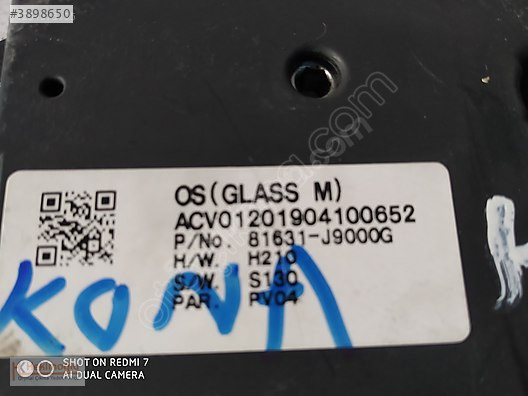 #3898650
OS(GLASS M)
ACV01201904100652
P/No. 81631-J9000G
H/W. H210
S/W. S130
PAR. PV04
KONA
SHOT ON REDMI 7
AI DUAL CAMERA